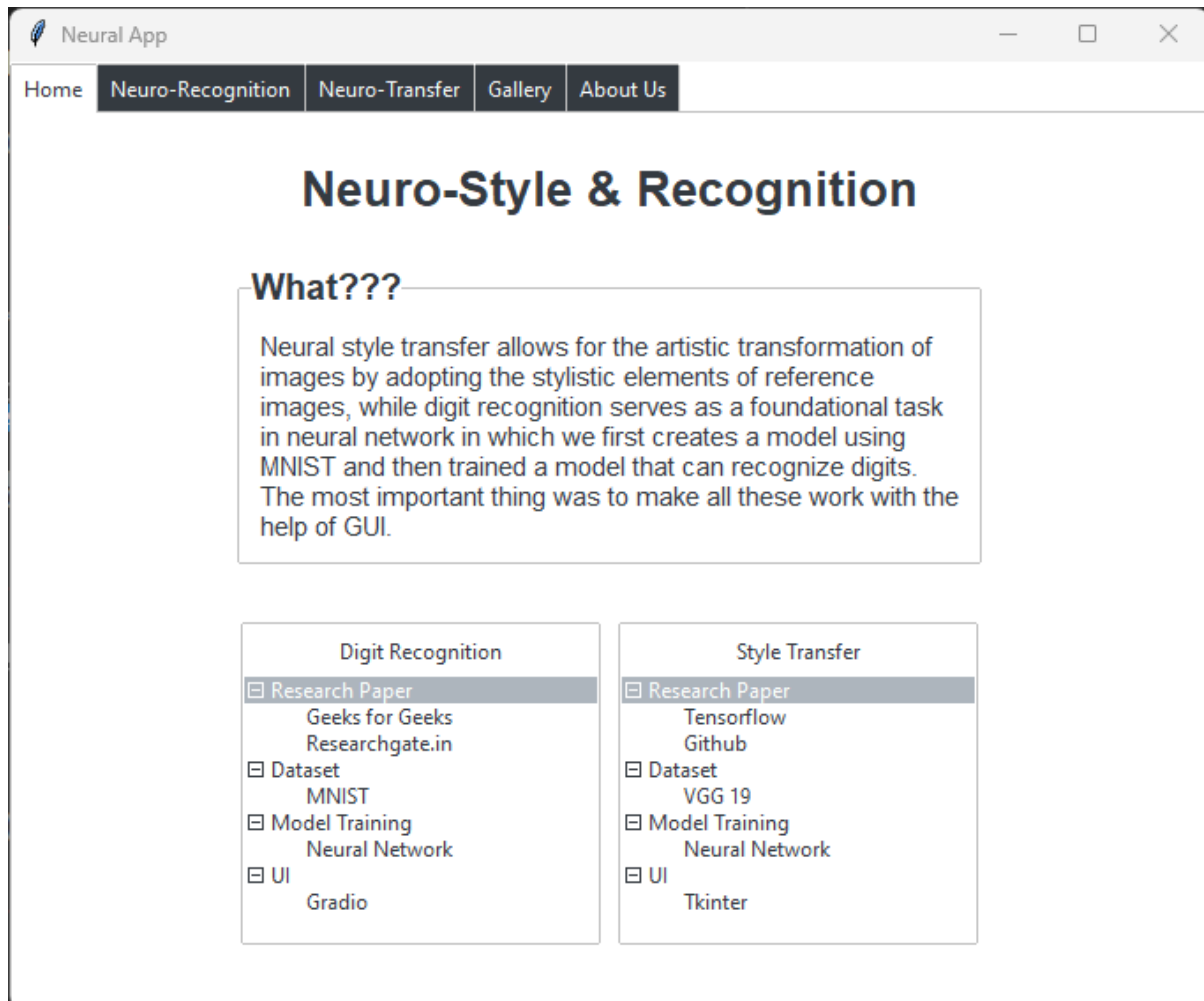 Neural App
Home
Neuro-Recognition
Neuro-Transfer
Gallery
About Us
Neuro-Style & Recognition
What???
Neural style transfer allows for the artistic transformation of
images by adopting the stylistic elements of reference
images, while digit recognition serves as a foundational task
in neural network in which we first creates a model using
MNIST and then trained a model that can recognize digits.
The most important thing was to make all these work with the
help of GUI.
Digit Recognition
Research Paper
Geeks for Geeks
Researchgate.in
Dataset
MNIST
Model Training
Neural Network
UI
Gradio
Style Transfer
Research Paper
Tensorflow
Github
Dataset
VGG 19
Model Training
Neural Network
UI
Tkinter